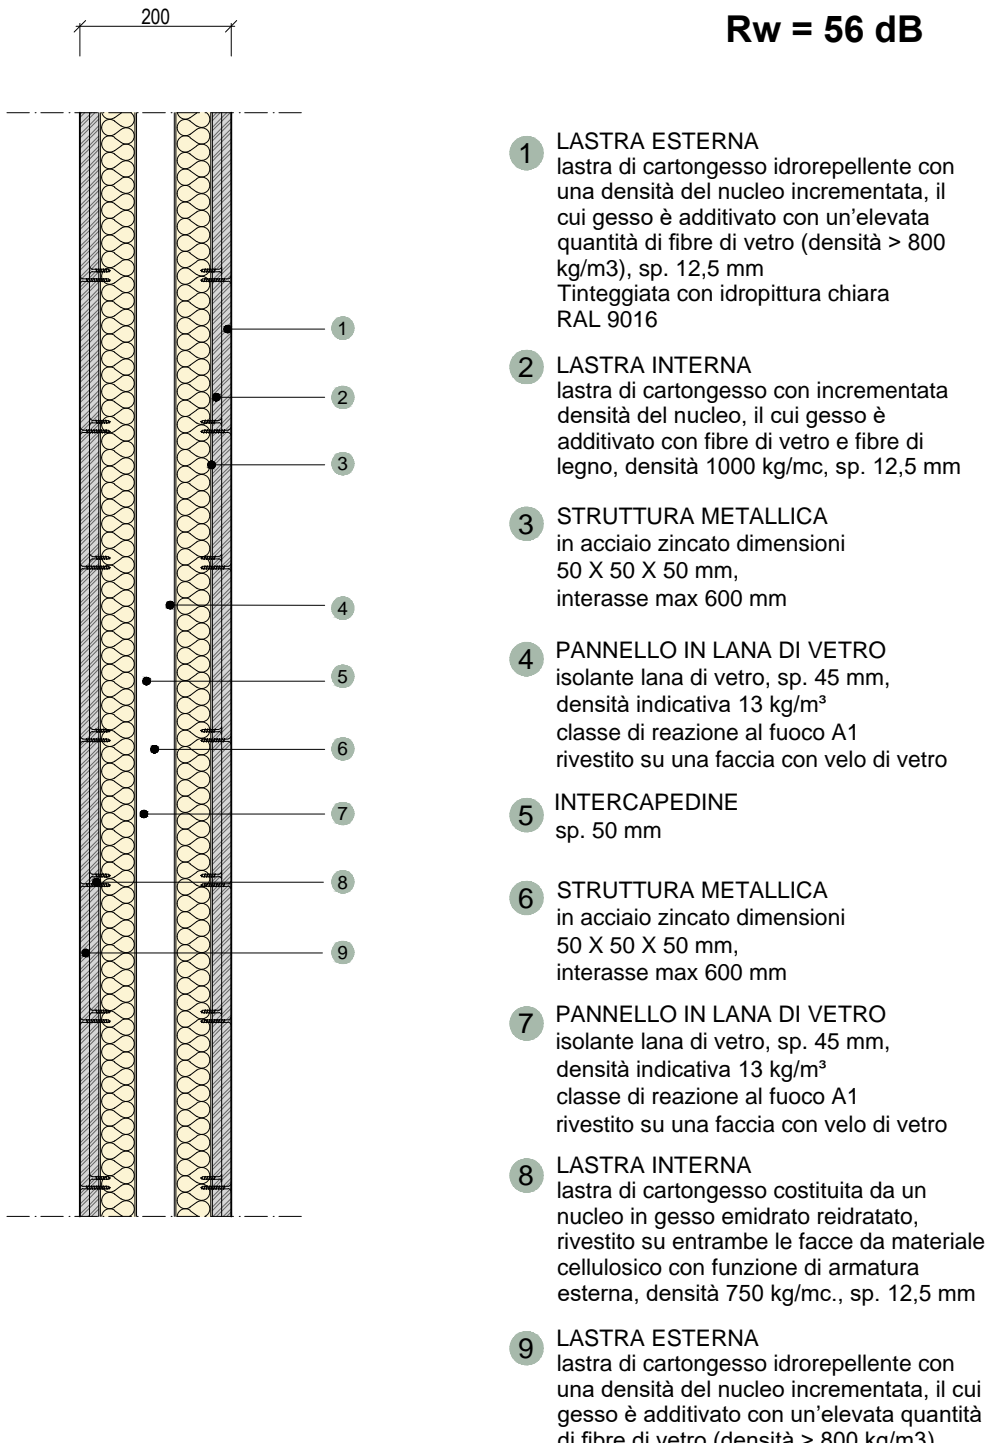 200
Rw = 56 dB
1
LASTRA ESTERNA
lastra di cartongesso idrorepellente con
una densità del nucleo incrementata, il
cui gesso è additivato con un’elevata
quantità di fibre di vetro (densità > 800
kg/m3), sp. 12,5 mm
Tinteggiata con idropittura chiara
RAL 9016
2
LASTRA INTERNA
lastra di cartongesso con incrementata
densità del nucleo, il cui gesso è
additivato con fibre di vetro e fibre di
legno, densità 1000 kg/mc, sp. 12,5 mm
3
STRUTTURA METALLICA
in acciaio zincato dimensioni
50 X 50 X 50 mm,
interasse max 600 mm
4
PANNELLO IN LANA DI VETRO
isolante lana di vetro, sp. 45 mm,
densità indicativa 13 kg/m³
classe di reazione al fuoco A1
rivestito su una faccia con velo di vetro
5
INTERCAPEDINE
sp. 50 mm
6
STRUTTURA METALLICA
in acciaio zincato dimensioni
50 X 50 X 50 mm,
interasse max 600 mm
7
PANNELLO IN LANA DI VETRO
isolante lana di vetro, sp. 45 mm,
densità indicativa 13 kg/m³
classe di reazione al fuoco A1
rivestito su una faccia con velo di vetro
8
LASTRA INTERNA
lastra di cartongesso costituita da un
nucleo in gesso emidrato reidratato,
rivestito su entrambe le facce da materiale
cellulosico con funzione di armatura
esterna, densità 750 kg/mc., sp. 12,5 mm
9
LASTRA ESTERNA
lastra di cartongesso idrorepellente con
una densità del nucleo incrementata, il cui
gesso è additivato con un’elevata quantità
di fibre di vetro (densità > 800 kg/m3)
1
2
3
4
5
6
7
8
9